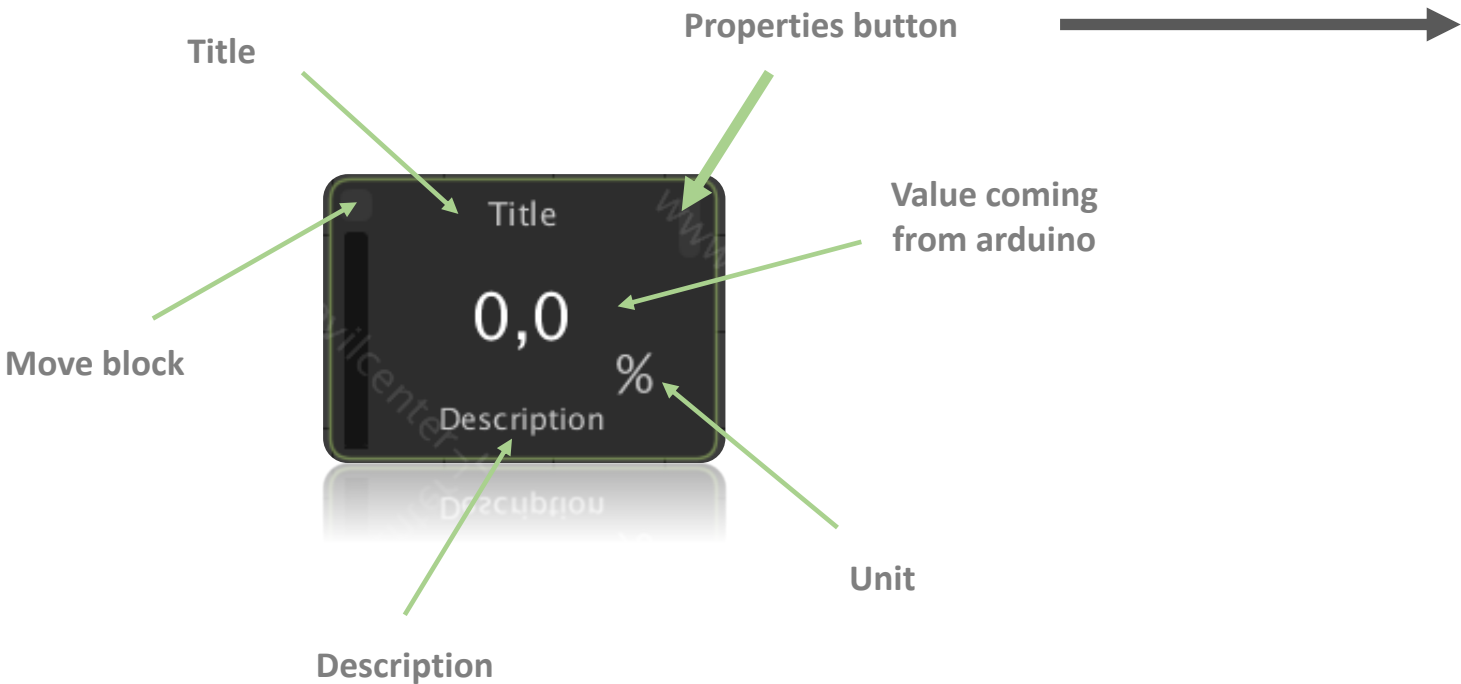 Properties button
Title
Value coming
from arduino
Title
0,0
Move block
%
Description
Unit
Description